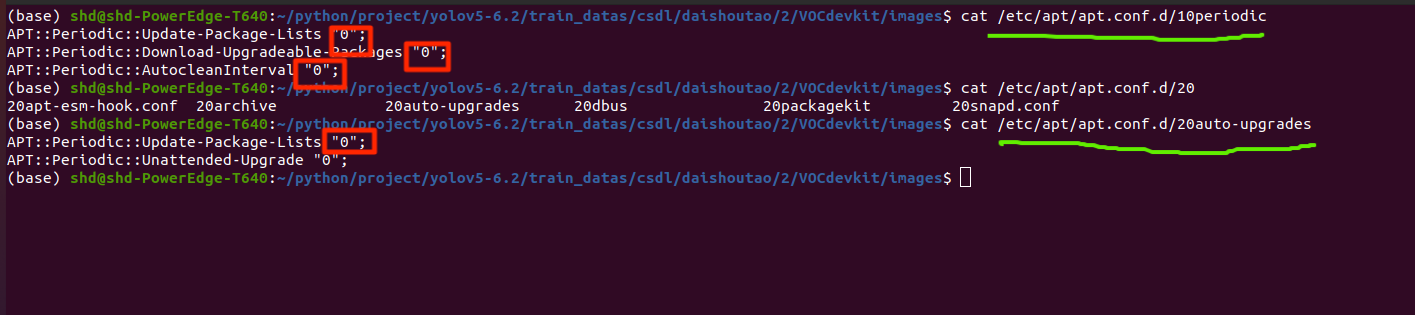 (base) shd@shd-PowerEdge-T640:~/python/project/yolov5-6.2/train_datas/csdl/daishoutao/2/VOCdevkit/images$ cat /etc/apt/apt.conf.d/10periodic
APT::Periodic::Update-Package-Lists "0";
APT::Periodic::Download-Upgradeable-Packages "0";
APT::Periodic::AutocleanInterval "0";
(base) shd@shd-PowerEdge-T640:~/python/project/yolov5-6.2/train_datas/csdl/daishoutao/2/VOCdevkit/images$ cat /etc/apt/apt.conf.d/20
20apt-esm-hook.conf 20archive 20auto-upgrades 20dbus 20packagekit 20snapd.conf
(base) shd@shd-PowerEdge-T640:~/python/project/yolov5-6.2/train_datas/csdl/daishoutao/2/VOCdevkit/images$ cat /etc/apt/apt.conf.d/20auto-upgrades
APT::Periodic::Update-Package-Lists "0";
APT::Periodic::Unattended-Upgrade "0";
(base) shd@shd-PowerEdge-T640:~/python/project/yolov5-6.2/train_datas/csdl/daishoutao/2/VOCdevkit/images$